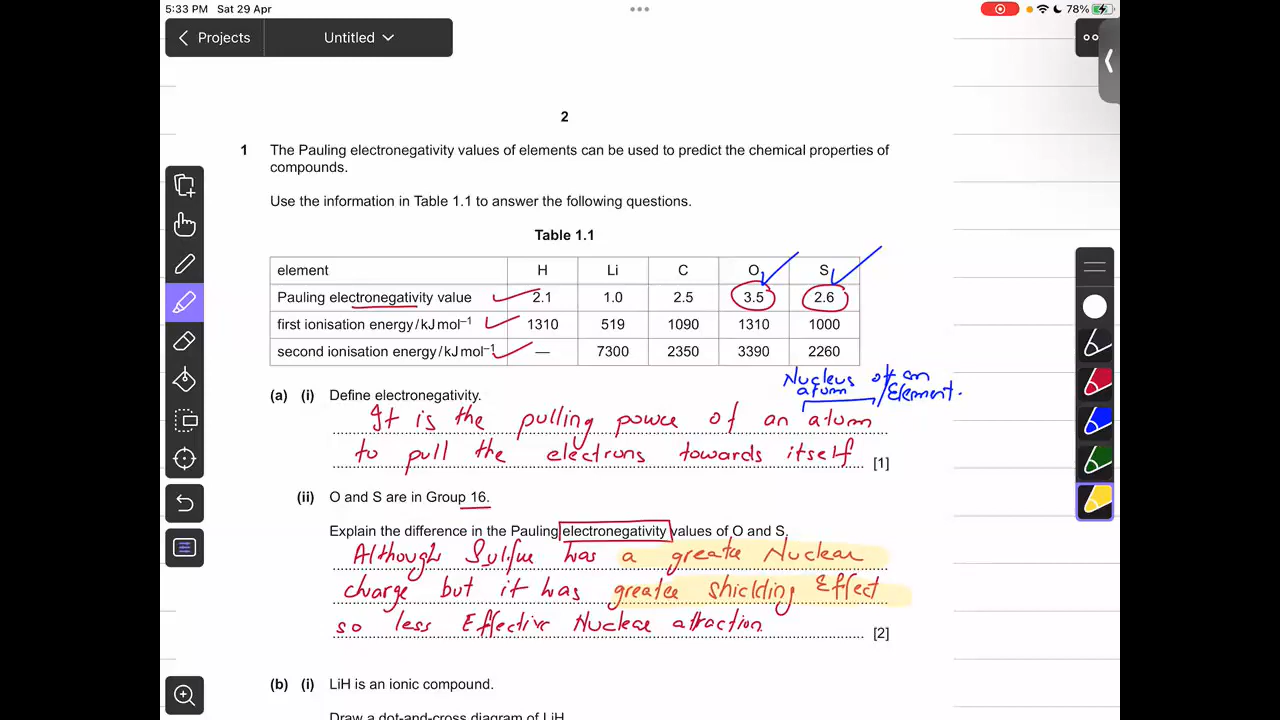 5:33 PM Sat 29 Apr
78%
Projects
Untitled
2
1 The Pauling electronegativity values of elements can be used to predict the chemical properties of
compounds.
Use the information in Table 1.1 to answer the following questions.
Table 1.1
element H Li C O S
Pauling electronegativity value 2.1 1.0 2.5 3.5 2.6
first ionisation energy / kJ mol⁻¹ 1310 519 1090 1310 1000
second ionisation energy / kJ mol⁻¹ — 7300 2350 3390 2260
Nucleus of an
atom / Element.
(a) (i) Define electronegativity.
It is the pulling power of an atom
to pull the electrons towards itself [1]
(ii) O and S are in Group 16.
Explain the difference in the Pauling electronegativity values of O and S.
Although Sulfur has a greater Nuclear
charge but it has greater shielding Effect
so less Effective Nuclear attraction [2]
(b) (i) LiH is an ionic compound.
Draw a dot-and-cross diagram of LiH.